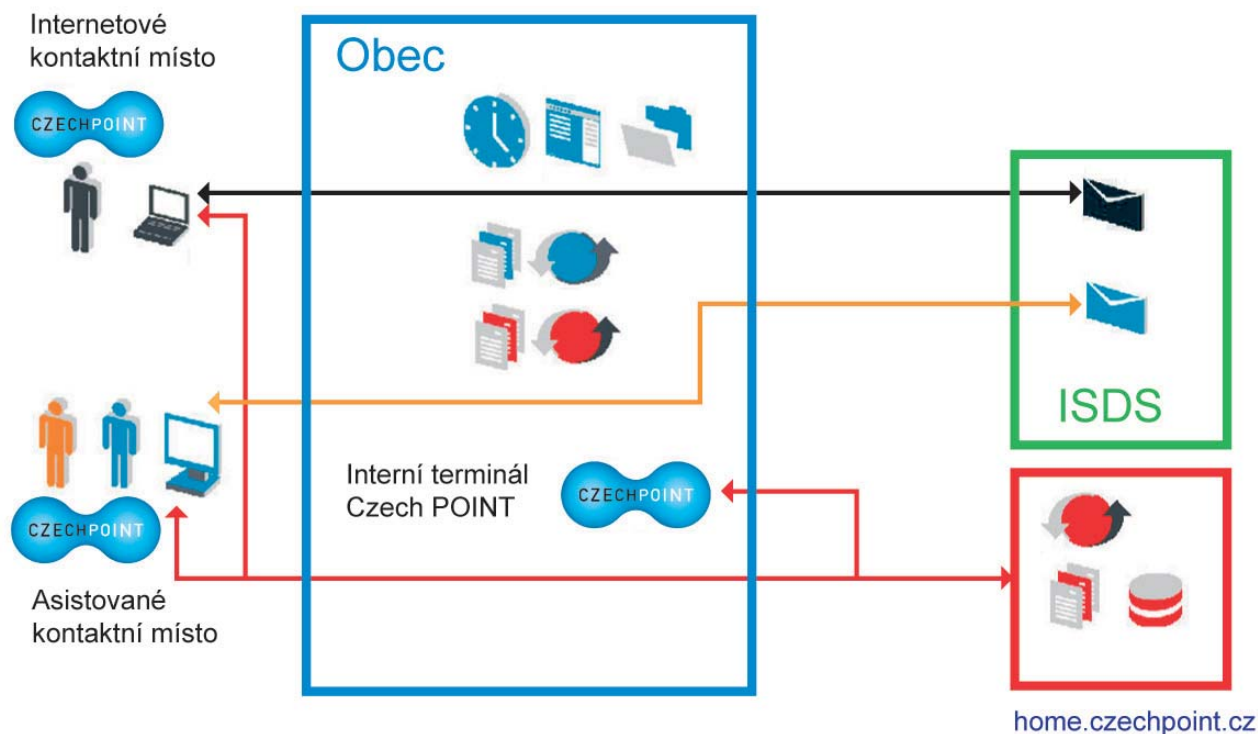 Internetové
kontaktní místo
CZECHPOINT
Obec
ISDS
Interní terminál
Czech POINT
CZECHPOINT
CZECHPOINT
Asistované
kontaktní místo
home.czechpoint.cz